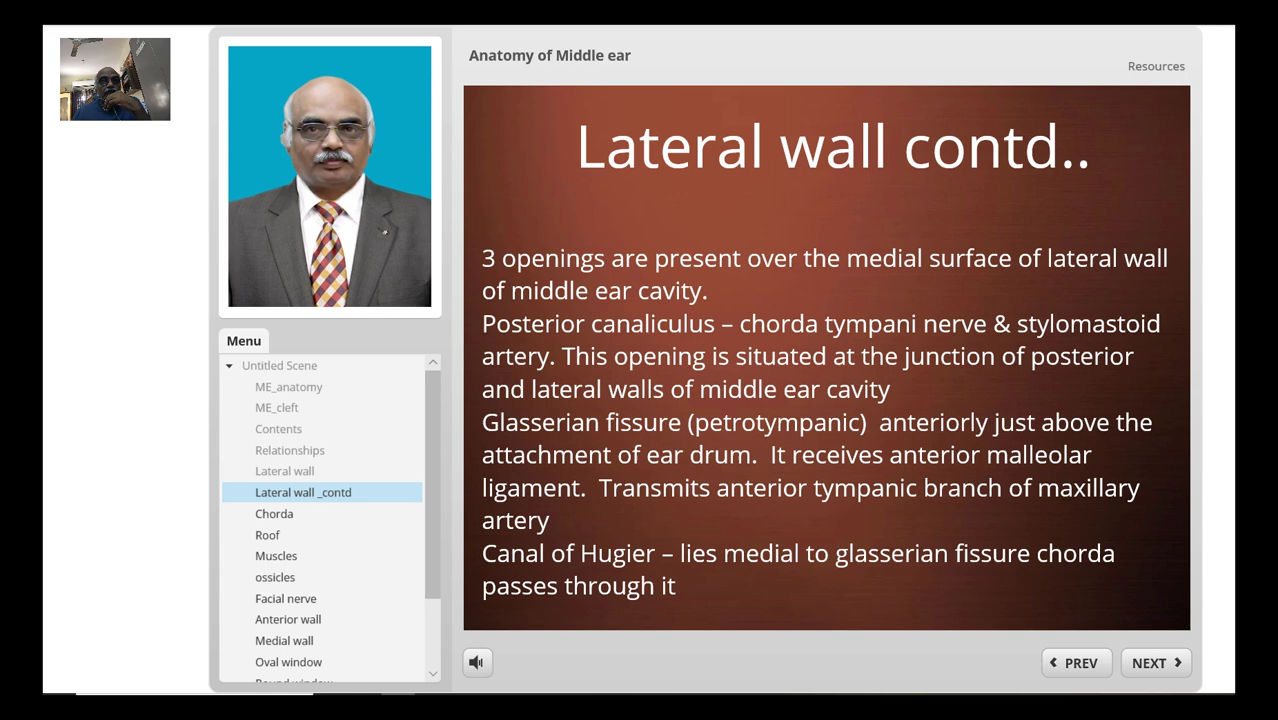 Anatomy of Middle ear
Resources
Lateral wall contd..
3 openings are present over the medial surface of lateral wall
of middle ear cavity.
Posterior canaliculus – chorda tympani nerve & stylomastoid
artery. This opening is situated at the junction of posterior
and lateral walls of middle ear cavity
Glasserian fissure (petrotympanic)  anteriorly just above the
attachment of ear drum.  It receives anterior malleolar
ligament.  Transmits anterior tympanic branch of maxillary
artery
Canal of Hugier – lies medial to glasserian fissure chorda
passes through it
Menu
Untitled Scene
ME_anatomy
ME_cleft
Contents
Relationships
Lateral wall
Lateral wall _contd
Chorda
Roof
Muscles
ossicles
Facial nerve
Anterior wall
Medial wall
Oval window
PREV
NEXT